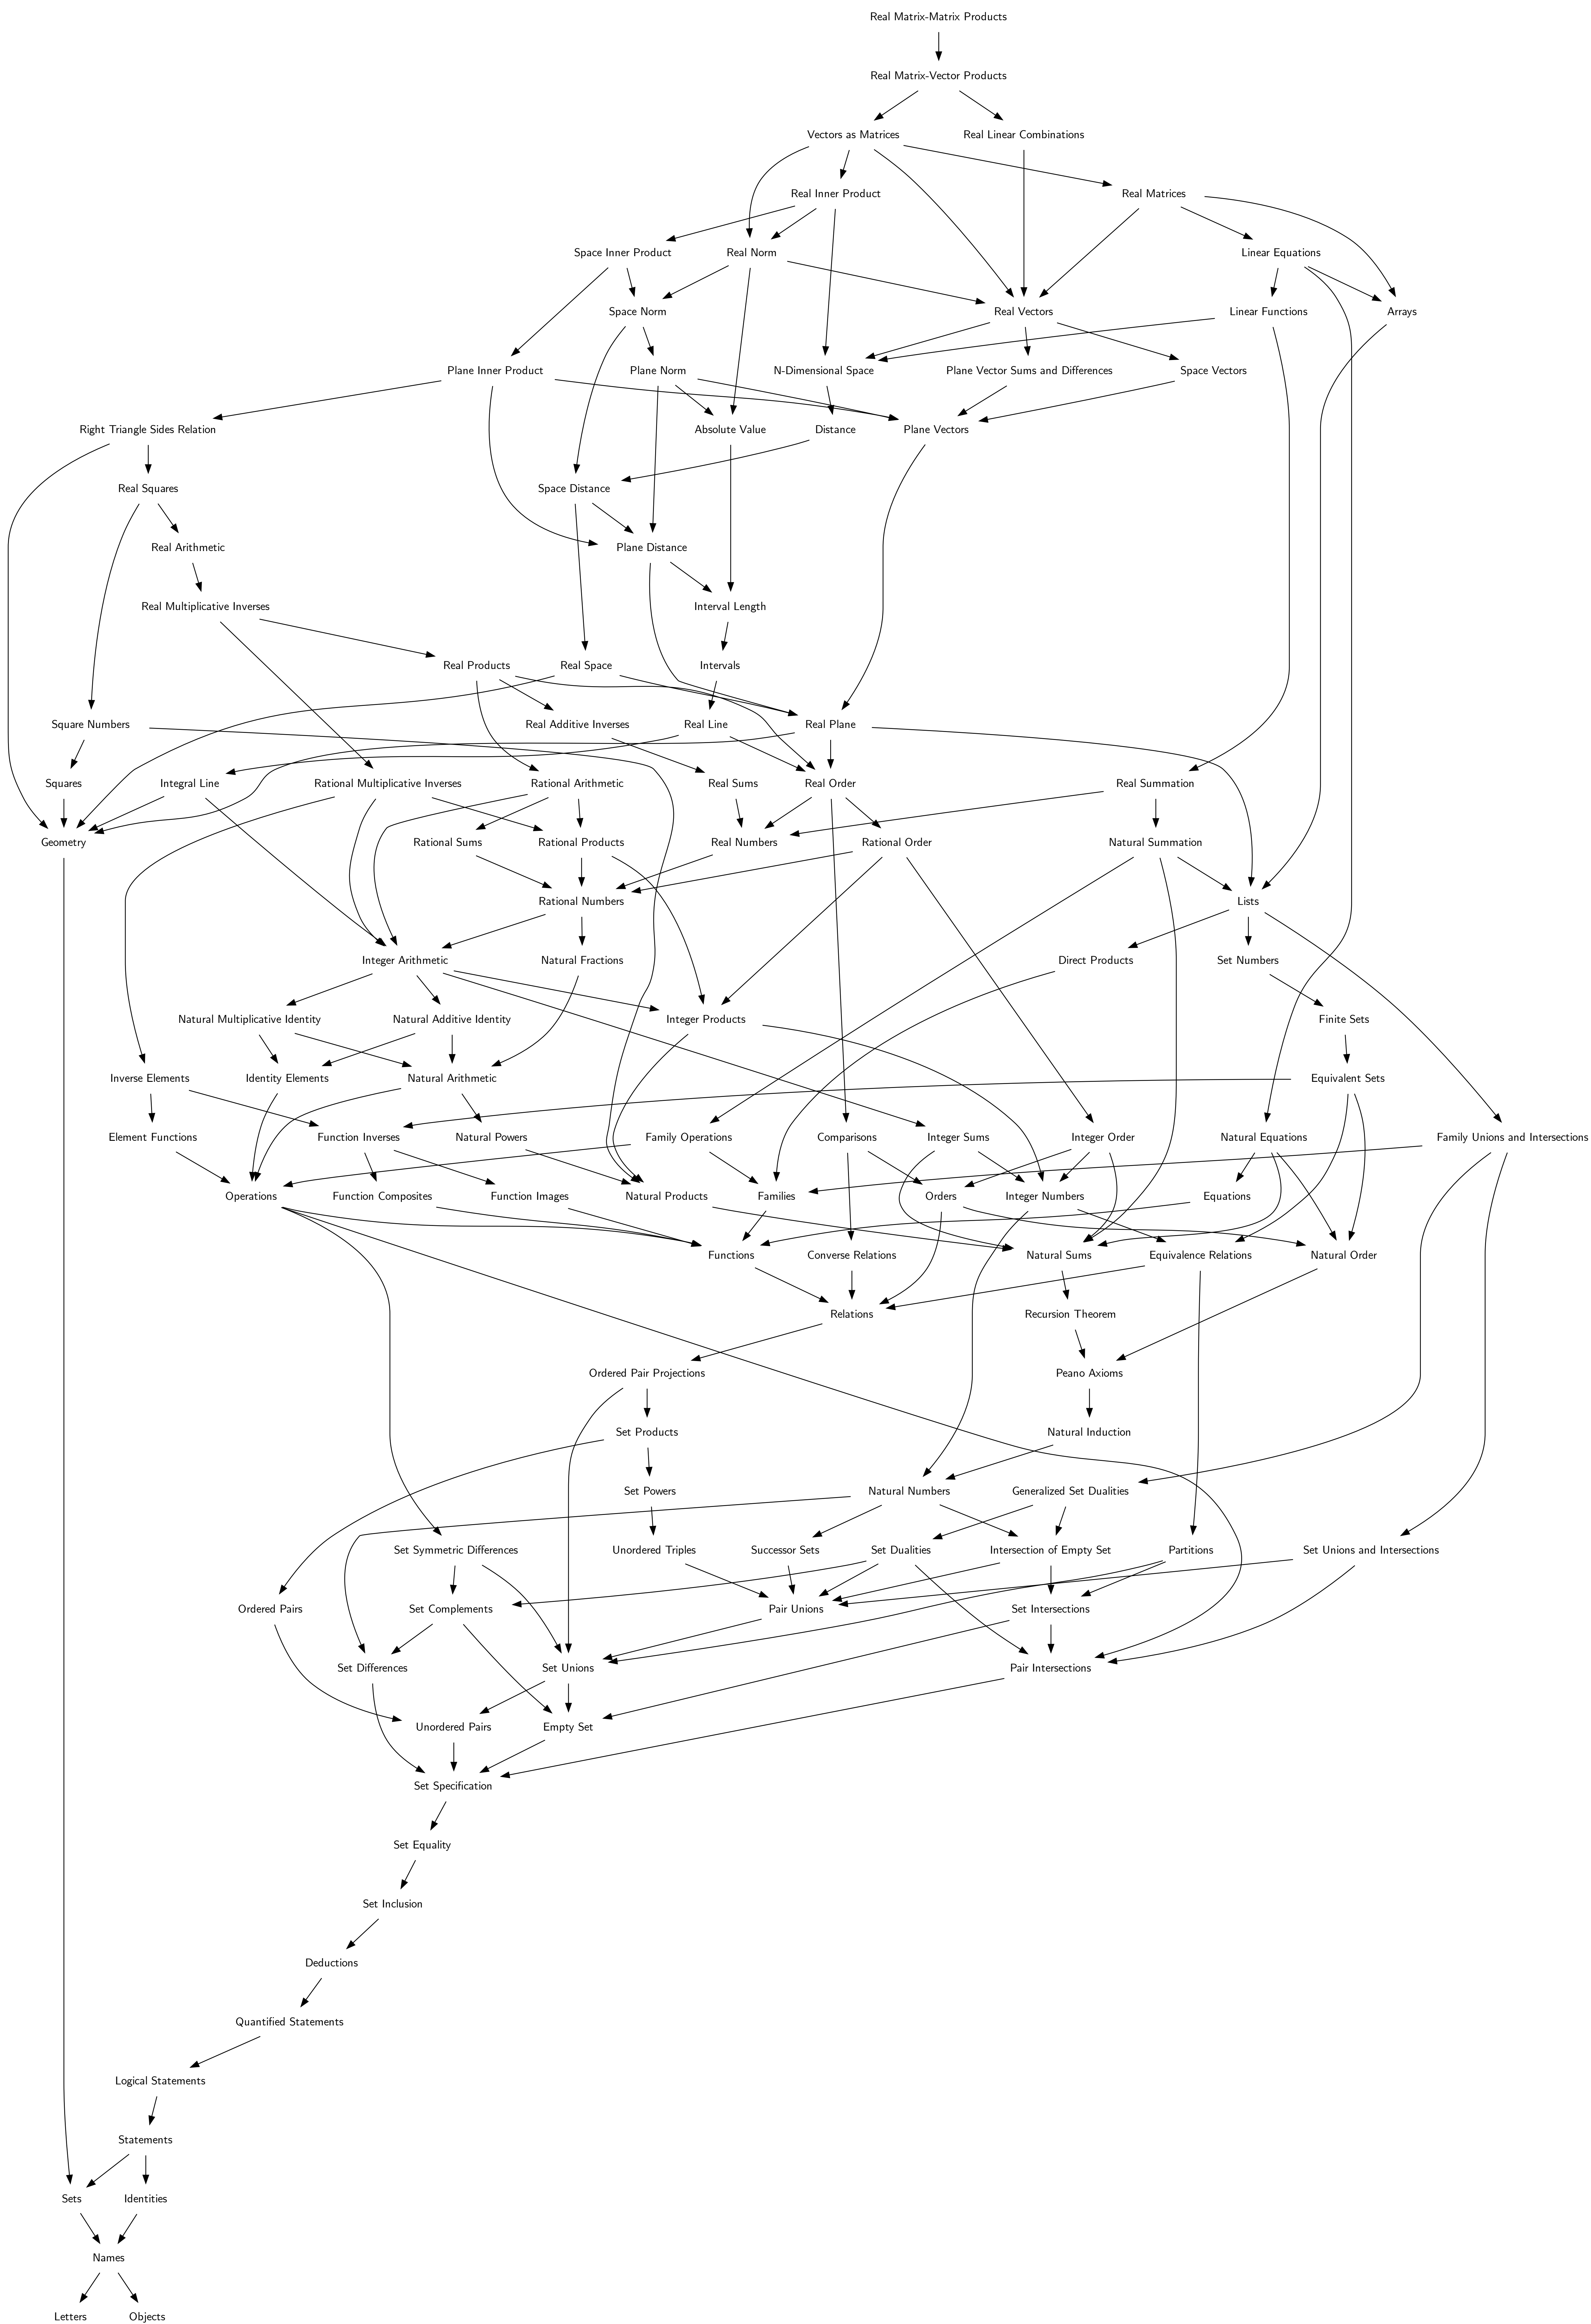 Real Matrix-Matrix Products
Real Matrix-Vector Products
Vectors as Matrices
Real Linear Combinations
Real Inner Product
Real Matrices
Space Inner Product
Real Norm
Linear Equations
Space Norm
Real Vectors
Linear Functions
Arrays
Plane Inner Product
Plane Norm
N-Dimensional Space
Plane Vector Sums and Differences
Space Vectors
Right Triangle Sides Relation
Absolute Value
Distance
Plane Vectors
Real Squares
Space Distance
Real Arithmetic
Plane Distance
Real Multiplicative Inverses
Interval Length
Real Products
Real Space
Intervals
Square Numbers
Real Additive Inverses
Real Line
Real Plane
Squares
Integral Line
Rational Multiplicative Inverses
Rational Arithmetic
Real Sums
Real Order
Real Summation
Geometry
Rational Sums
Rational Products
Real Numbers
Rational Order
Natural Summation
Rational Numbers
Lists
Integer Arithmetic
Natural Fractions
Direct Products
Set Numbers
Natural Multiplicative Identity
Natural Additive Identity
Integer Products
Finite Sets
Inverse Elements
Identity Elements
Natural Arithmetic
Equivalent Sets
Element Functions
Function Inverses
Natural Powers
Family Operations
Comparisons
Integer Sums
Integer Order
Natural Equations
Family Unions and Intersections
Operations
Function Composites
Function Images
Natural Products
Families
Orders
Integer Numbers
Equations
Functions
Converse Relations
Natural Sums
Equivalence Relations
Natural Order
Relations
Recursion Theorem
Ordered Pair Projections
Peano Axioms
Set Products
Natural Induction
Set Powers
Natural Numbers
Generalized Set Dualities
Set Symmetric Differences
Unordered Triples
Successor Sets
Set Dualities
Intersection of Empty Set
Partitions
Set Unions and Intersections
Ordered Pairs
Set Complements
Pair Unions
Set Intersections
Set Differences
Set Unions
Pair Intersections
Unordered Pairs
Empty Set
Set Specification
Set Equality
Set Inclusion
Deductions
Quantified Statements
Logical Statements
Statements
Sets
Identities
Names
Letters
Objects